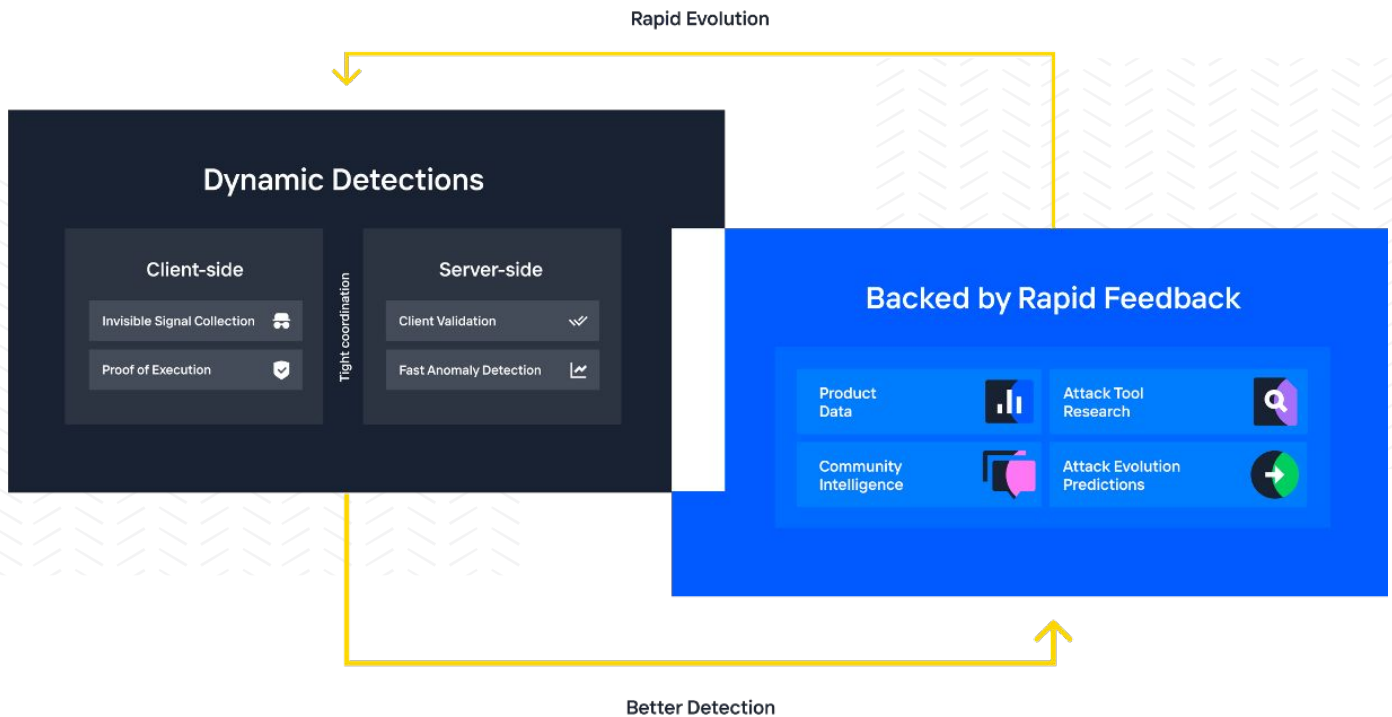 Rapid Evolution
Dynamic Detections
Client-side
Invisible Signal Collection
Proof of Execution
Tight coordination
Server-side
Client Validation
Fast Anomaly Detection
Backed by Rapid Feedback
Product
Data
Attack Tool
Research
Community
Intelligence
Attack Evolution
Predictions
Better Detection